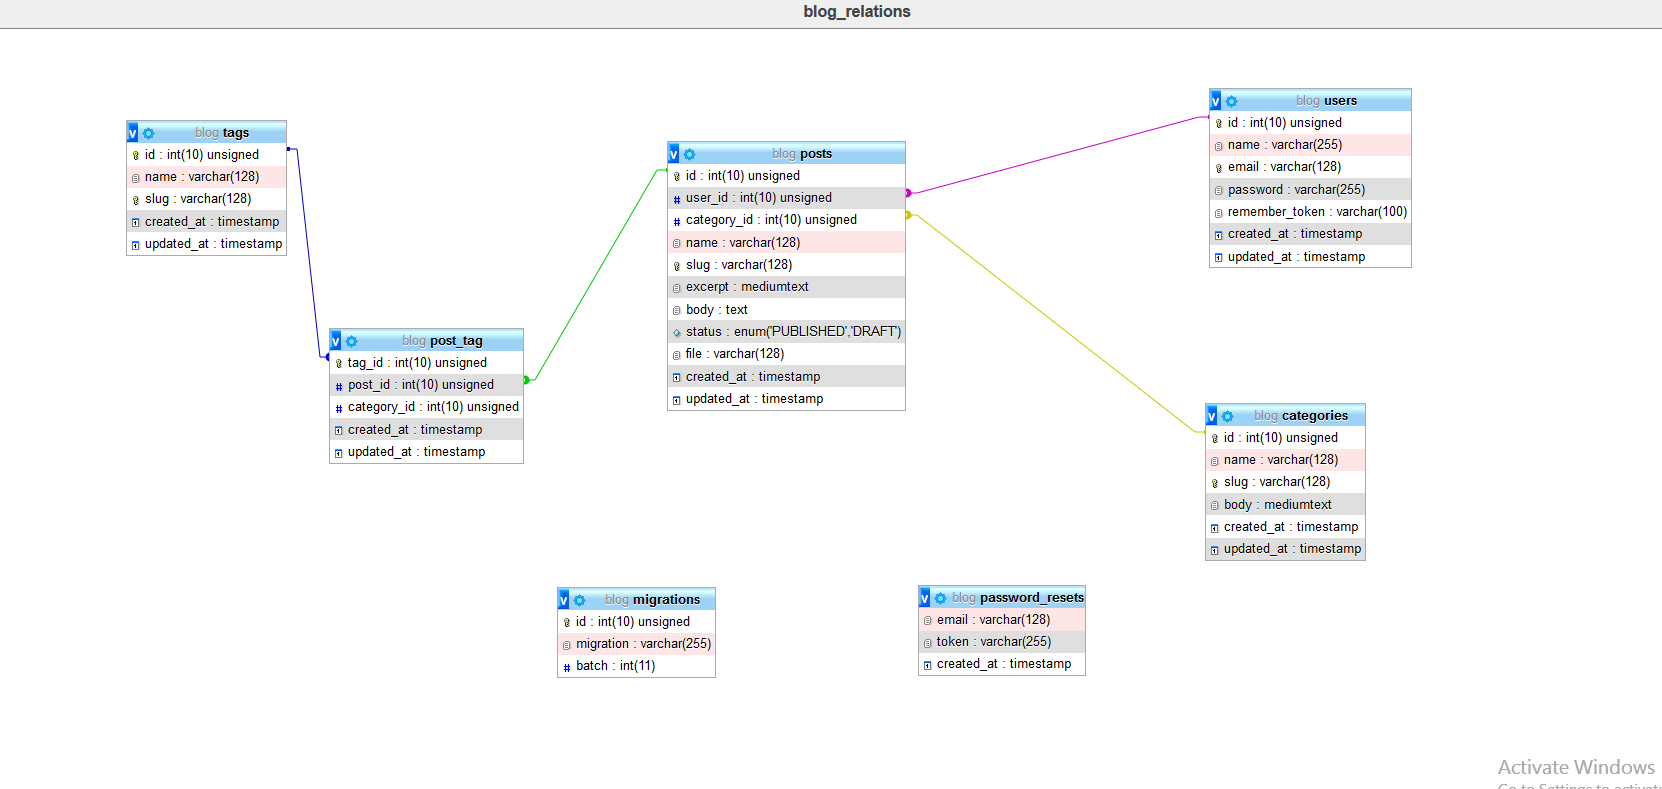 blog_relations
blog tags
id : int(10) unsigned
name : varchar(128)
slug : varchar(128)
created_at : timestamp
updated_at : timestamp
blog post_tag
tag_id : int(10) unsigned
post_id : int(10) unsigned
category_id : int(10) unsigned
created_at : timestamp
updated_at : timestamp
blog posts
id : int(10) unsigned
user_id : int(10) unsigned
category_id : int(10) unsigned
name : varchar(128)
slug : varchar(128)
excerpt : mediumtext
body : text
status : enum('PUBLISHED','DRAFT')
file : varchar(128)
created_at : timestamp
updated_at : timestamp
blog users
id : int(10) unsigned
name : varchar(255)
email : varchar(128)
password : varchar(255)
remember_token : varchar(100)
created_at : timestamp
updated_at : timestamp
blog categories
id : int(10) unsigned
name : varchar(128)
slug : varchar(128)
body : mediumtext
created_at : timestamp
updated_at : timestamp
blog migrations
id : int(10) unsigned
migration : varchar(255)
batch : int(11)
blog password_resets
email : varchar(128)
token : varchar(255)
created_at : timestamp
Activate Windows
Go to Settings to activate